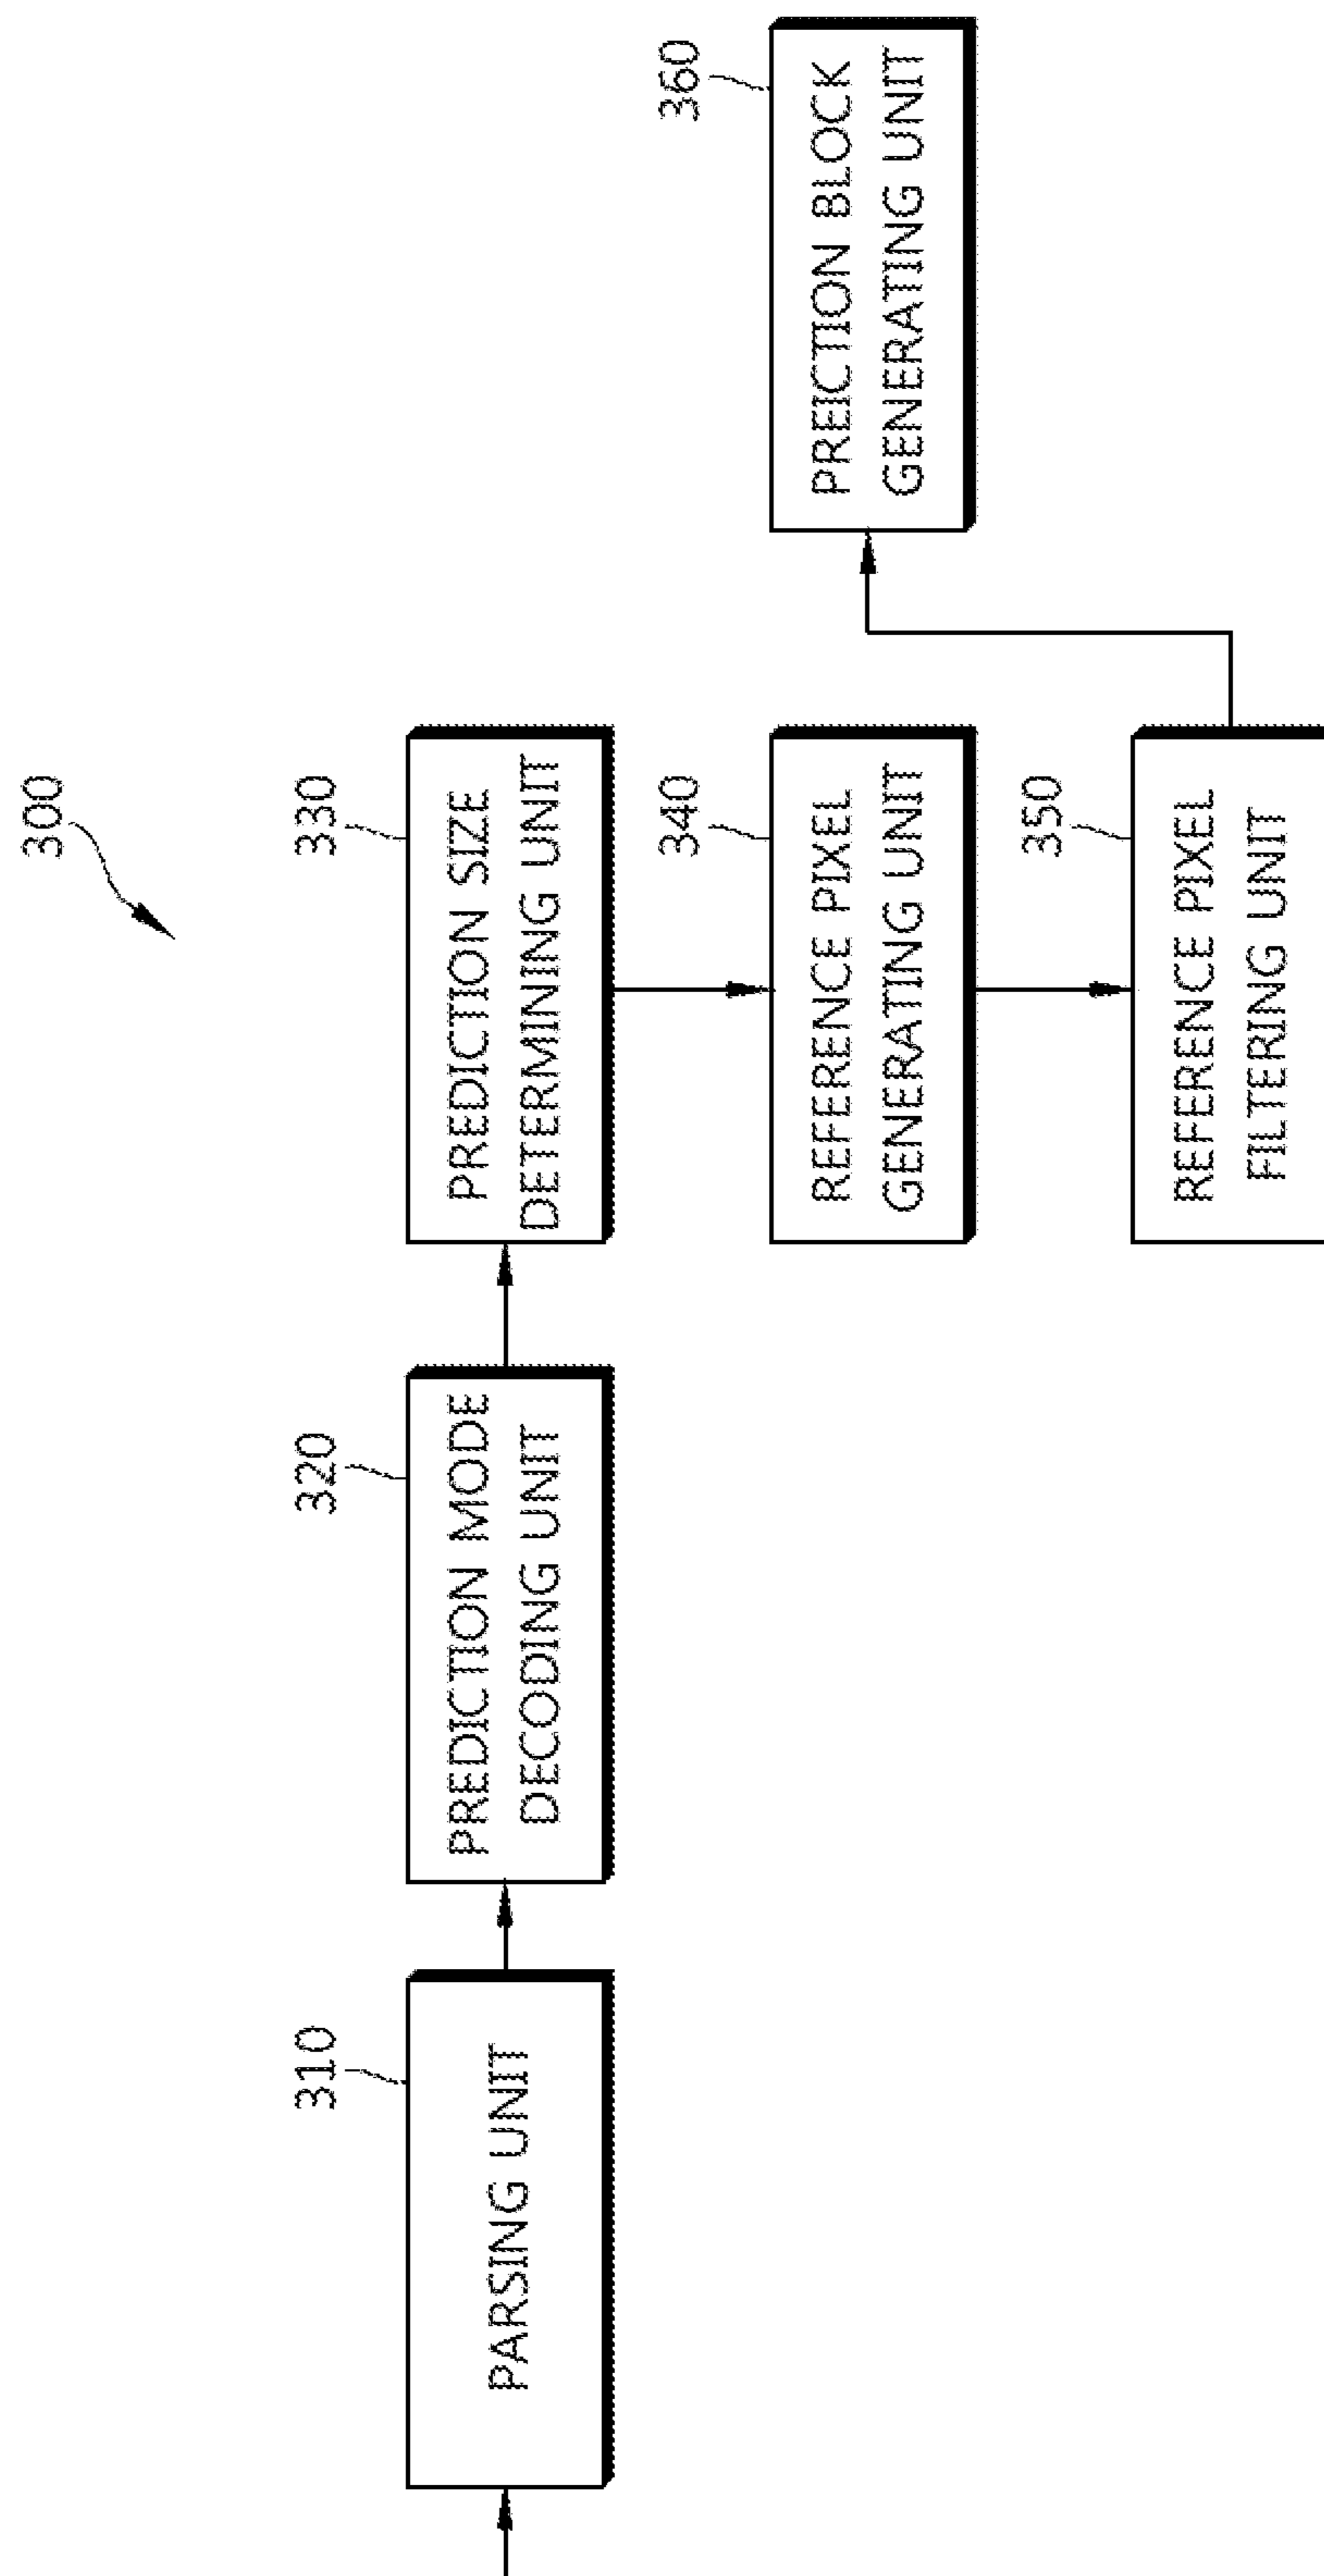 300
310
PARSING UNIT
320
PREDICTION MODE
DECODING UNIT
330
PREDICTION SIZE
DETERMINING UNIT
340
REFERENCE PIXEL
GENERATING UNIT
350
REFERENCE PIXEL
FILTERING UNIT
360
PREICTION BLOCK
GENERATING UNIT